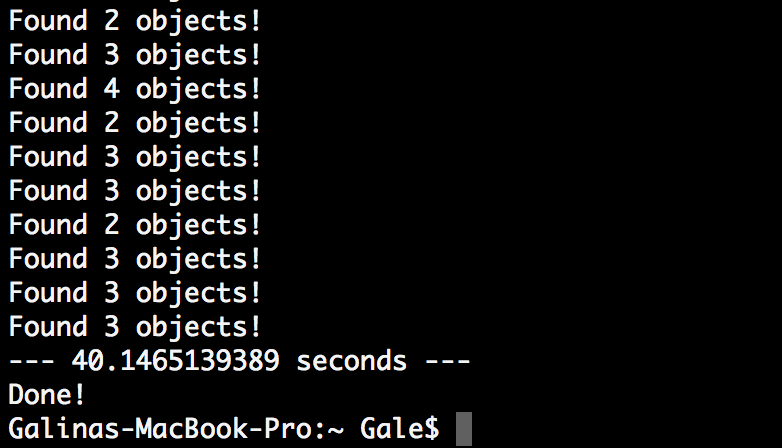 Found 2 objects!
Found 3 objects!
Found 4 objects!
Found 2 objects!
Found 3 objects!
Found 3 objects!
Found 2 objects!
Found 3 objects!
Found 3 objects!
Found 3 objects!
--- 40.1465139389 seconds ---
Done!
Galinas-MacBook-Pro:~ Gale$